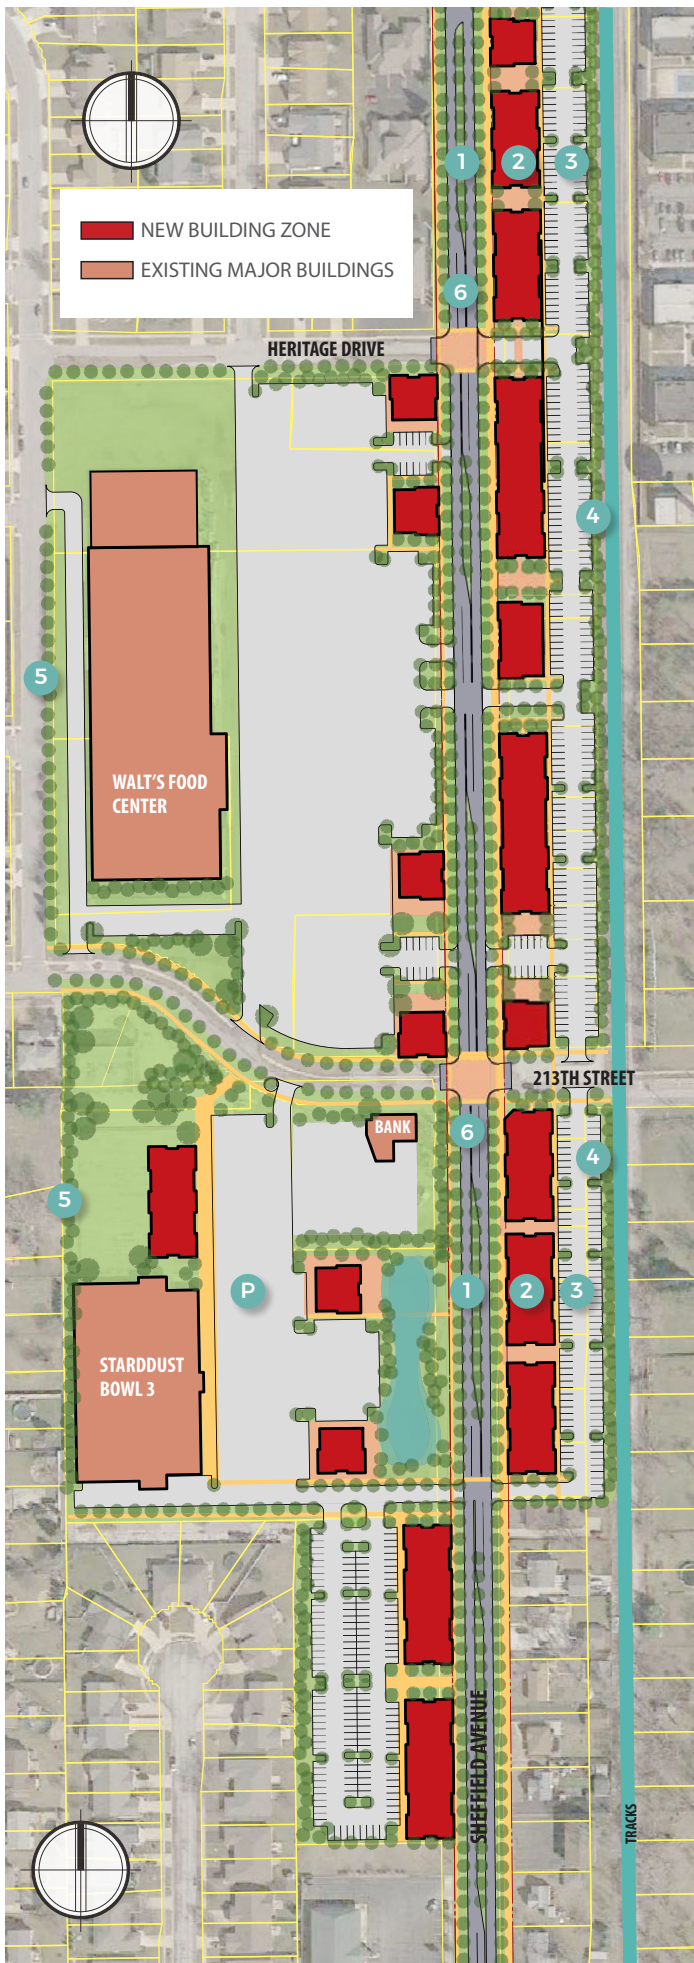 1
2
3
NEW BUILDING ZONE
EXISTING MAJOR BUILDINGS
6
HERITAGE DRIVE
4
5
WALT'S FOOD
CENTER
213TH STREET
BANK
6
4
5
P
1
2
3
STARDDUST
BOWL 3
SHEFFIELD AVENUE
TRACKS